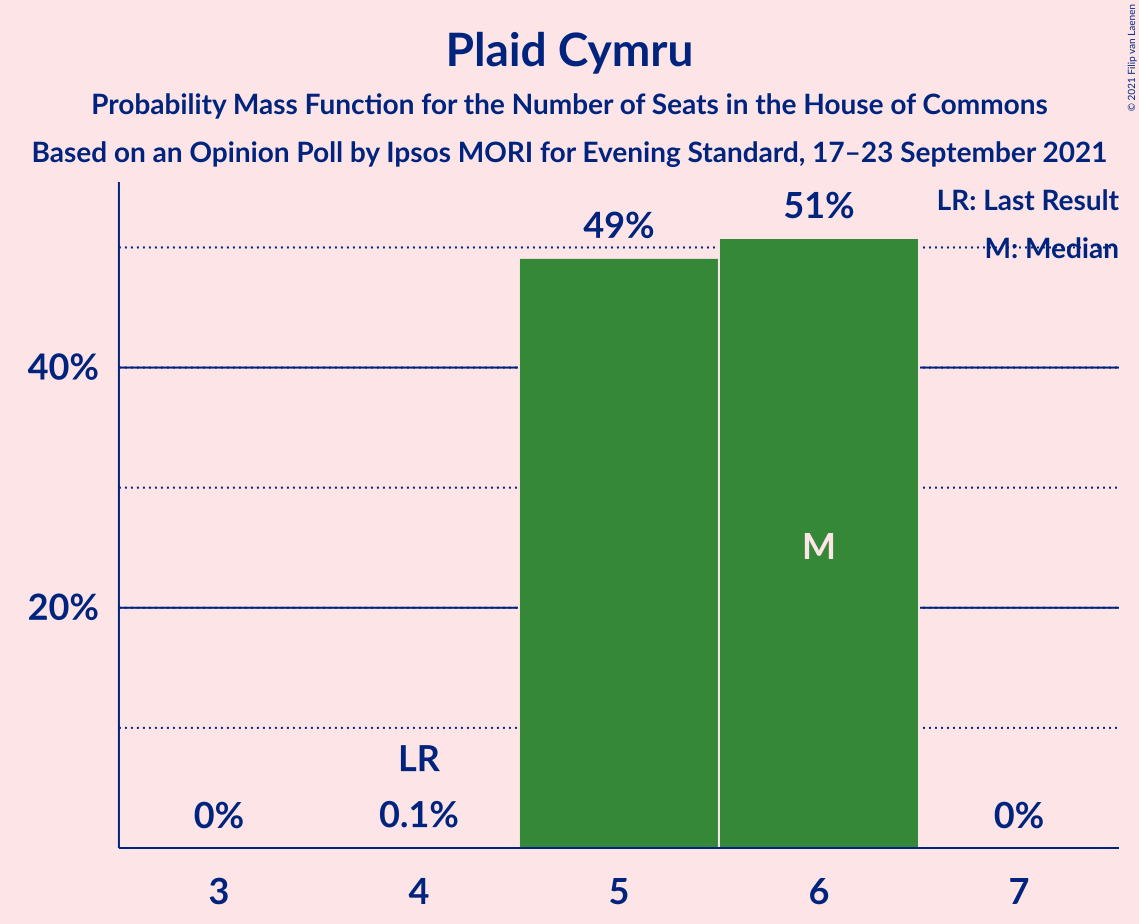 Plaid Cymru
Probability Mass Function for the Number of Seats in the House of Commons
Based on an Opinion Poll by Ipsos MORI for Evening Standard, 17–23 September 2021
© 2021 Filip van Laenen
LR: Last Result
M: Median
49%
51%
40%
20%
M
LR
0%
0.1%
0%
3
4
5
6
7